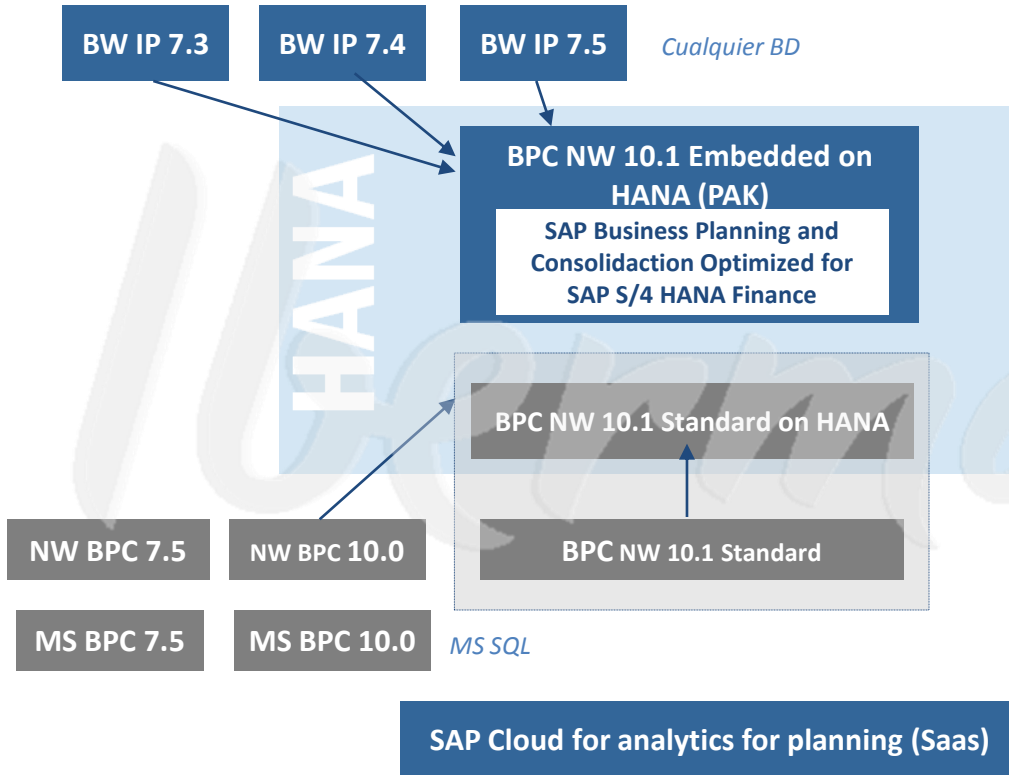 BW IP 7.3
BW IP 7.4
BW IP 7.5
Cualquier BD
HANA
BPC NW 10.1 Embedded on
HANA (PAK)
SAP Business Planning and
Consolidaction Optimized for
SAP S/4 HANA Finance
BPC NW 10.1 Standard on HANA
NW BPC 7.5
NW BPC 10.0
BPC NW 10.1 Standard
MS BPC 7.5
MS BPC 10.0
MS SQL
SAP Cloud for analytics for planning (Saas)